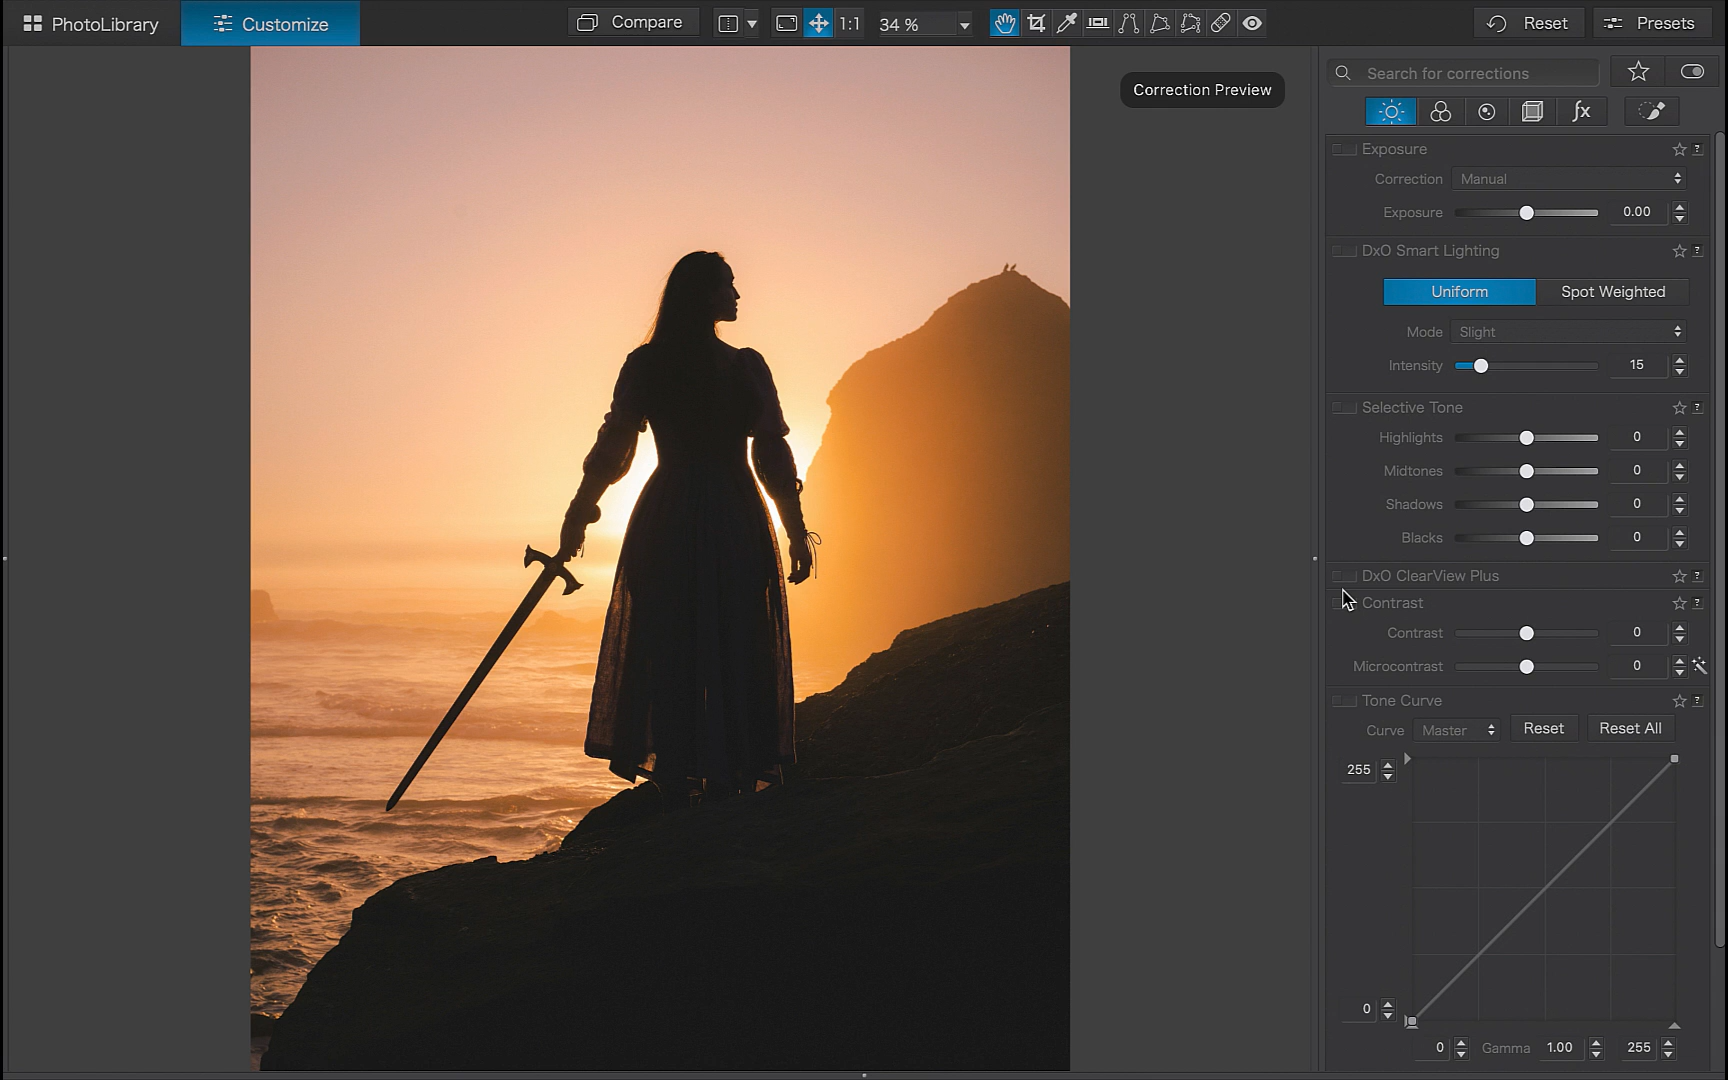 PhotoLibrary Customize Compare 1:1 34 % Reset Presets
Correction Preview
Search for corrections
fx
Exposure ?
Correction Manual
Exposure 0.00
DxO Smart Lighting ?
Uniform Spot Weighted
Mode Slight
Intensity 15
Selective Tone ?
Highlights 0
Midtones 0
Shadows 0
Blacks 0
DxO ClearView Plus ?
Contrast ?
Contrast 0
Microcontrast 0
Tone Curve ?
Curve Master Reset Reset All
255
0
0 Gamma 1.00 255